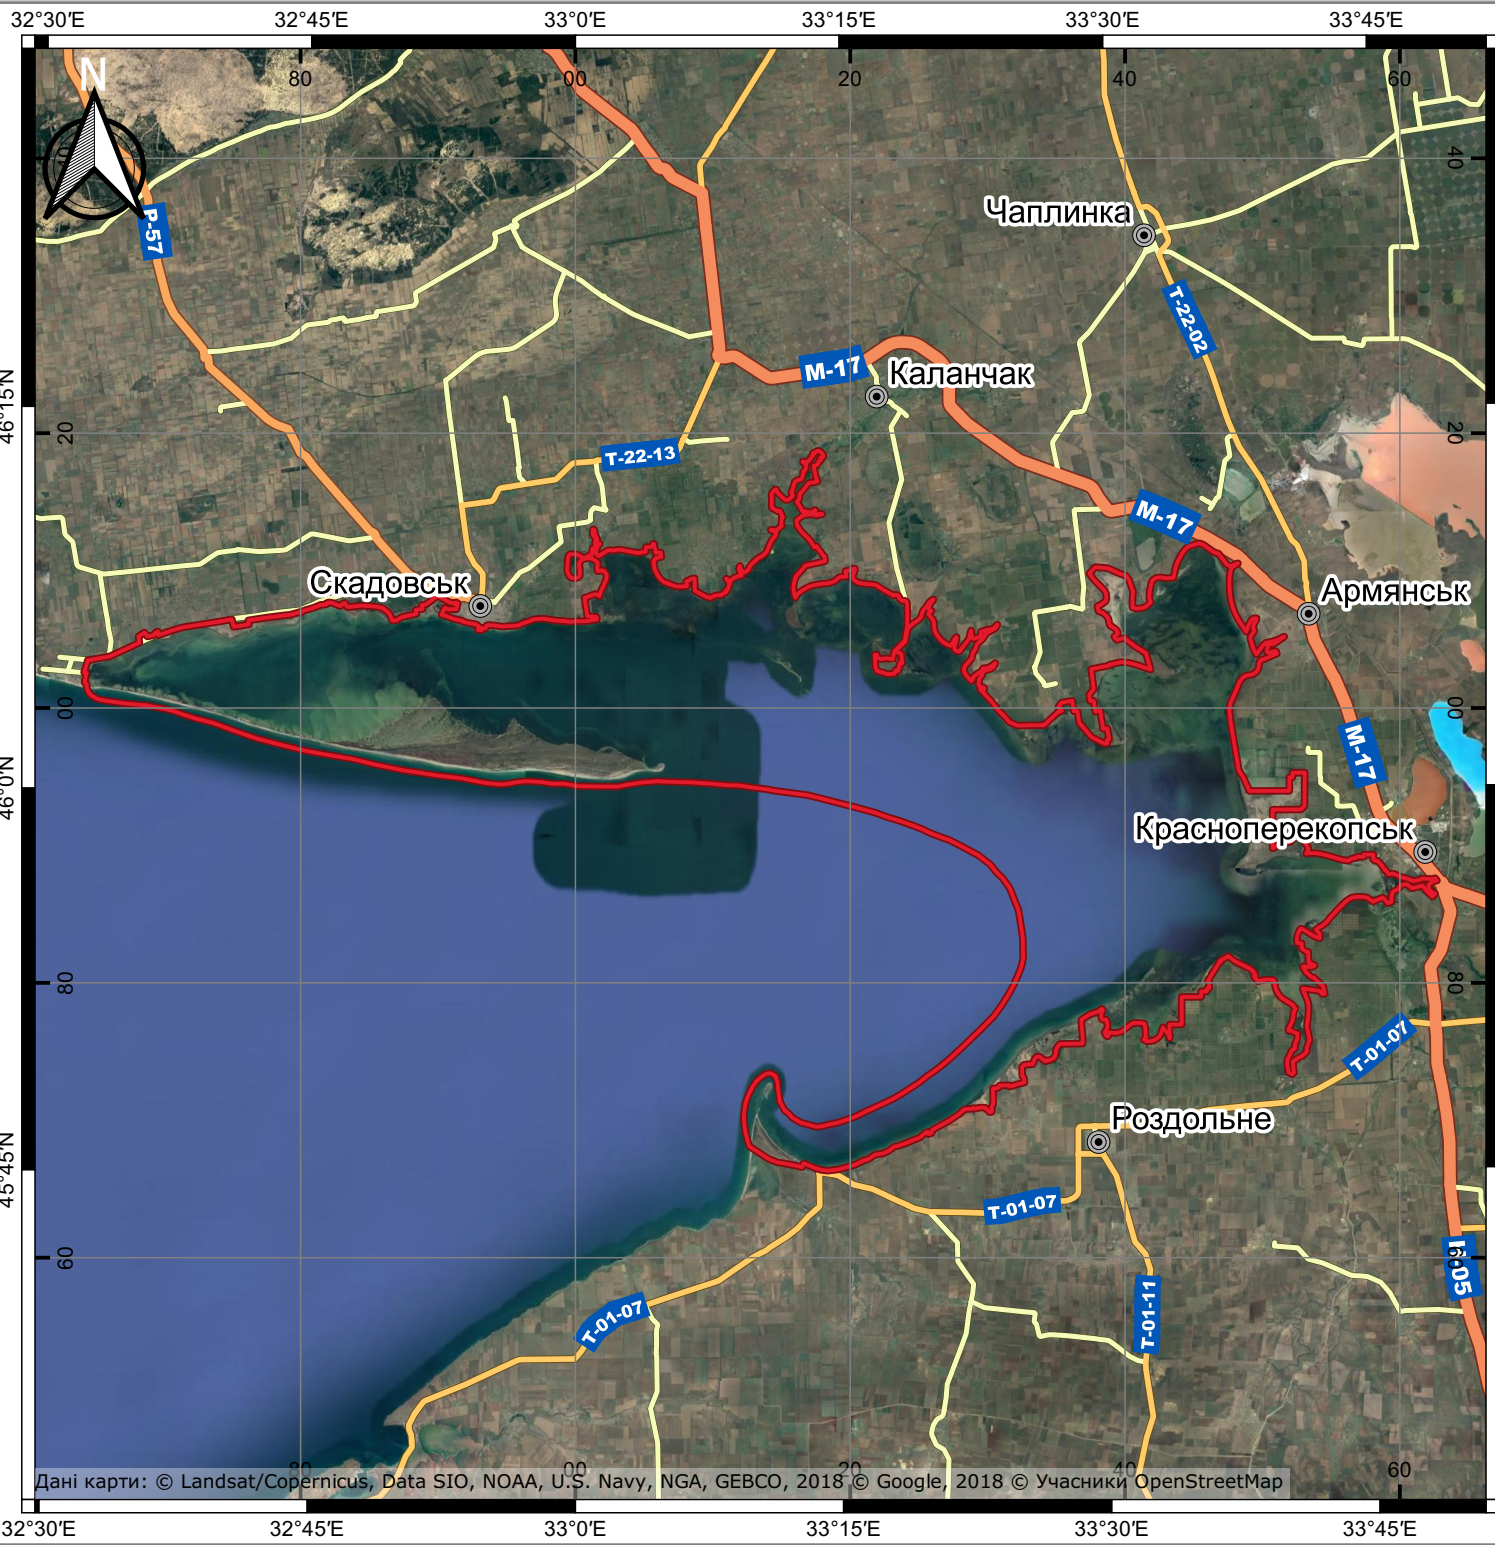 32°30′E 32°45′E 33°0′E 33°15′E 33°30′E 33°45′E
N
80 00 20 40 60
40 40
Чаплинка
P-57
T-22-02
M-17
Каланчак
46°15′N
20 20
T-22-13
M-17
Скадовськ
Армянськ
00 00
M-17
46°0′N
Красноперекопськ
80 80
T-01-07
Роздольне
45°45′N
T-01-07
60 60
05
T-01-07
T-01-11
00 20 40 60
Дані карти: © Landsat/Copernicus, Data SIO, NOAA, U.S. Navy, NGA, GEBCO, 2018 © Google, 2018 © Учасники OpenStreetMap
32°30′E 32°45′E 33°0′E 33°15′E 33°30′E 33°45′E